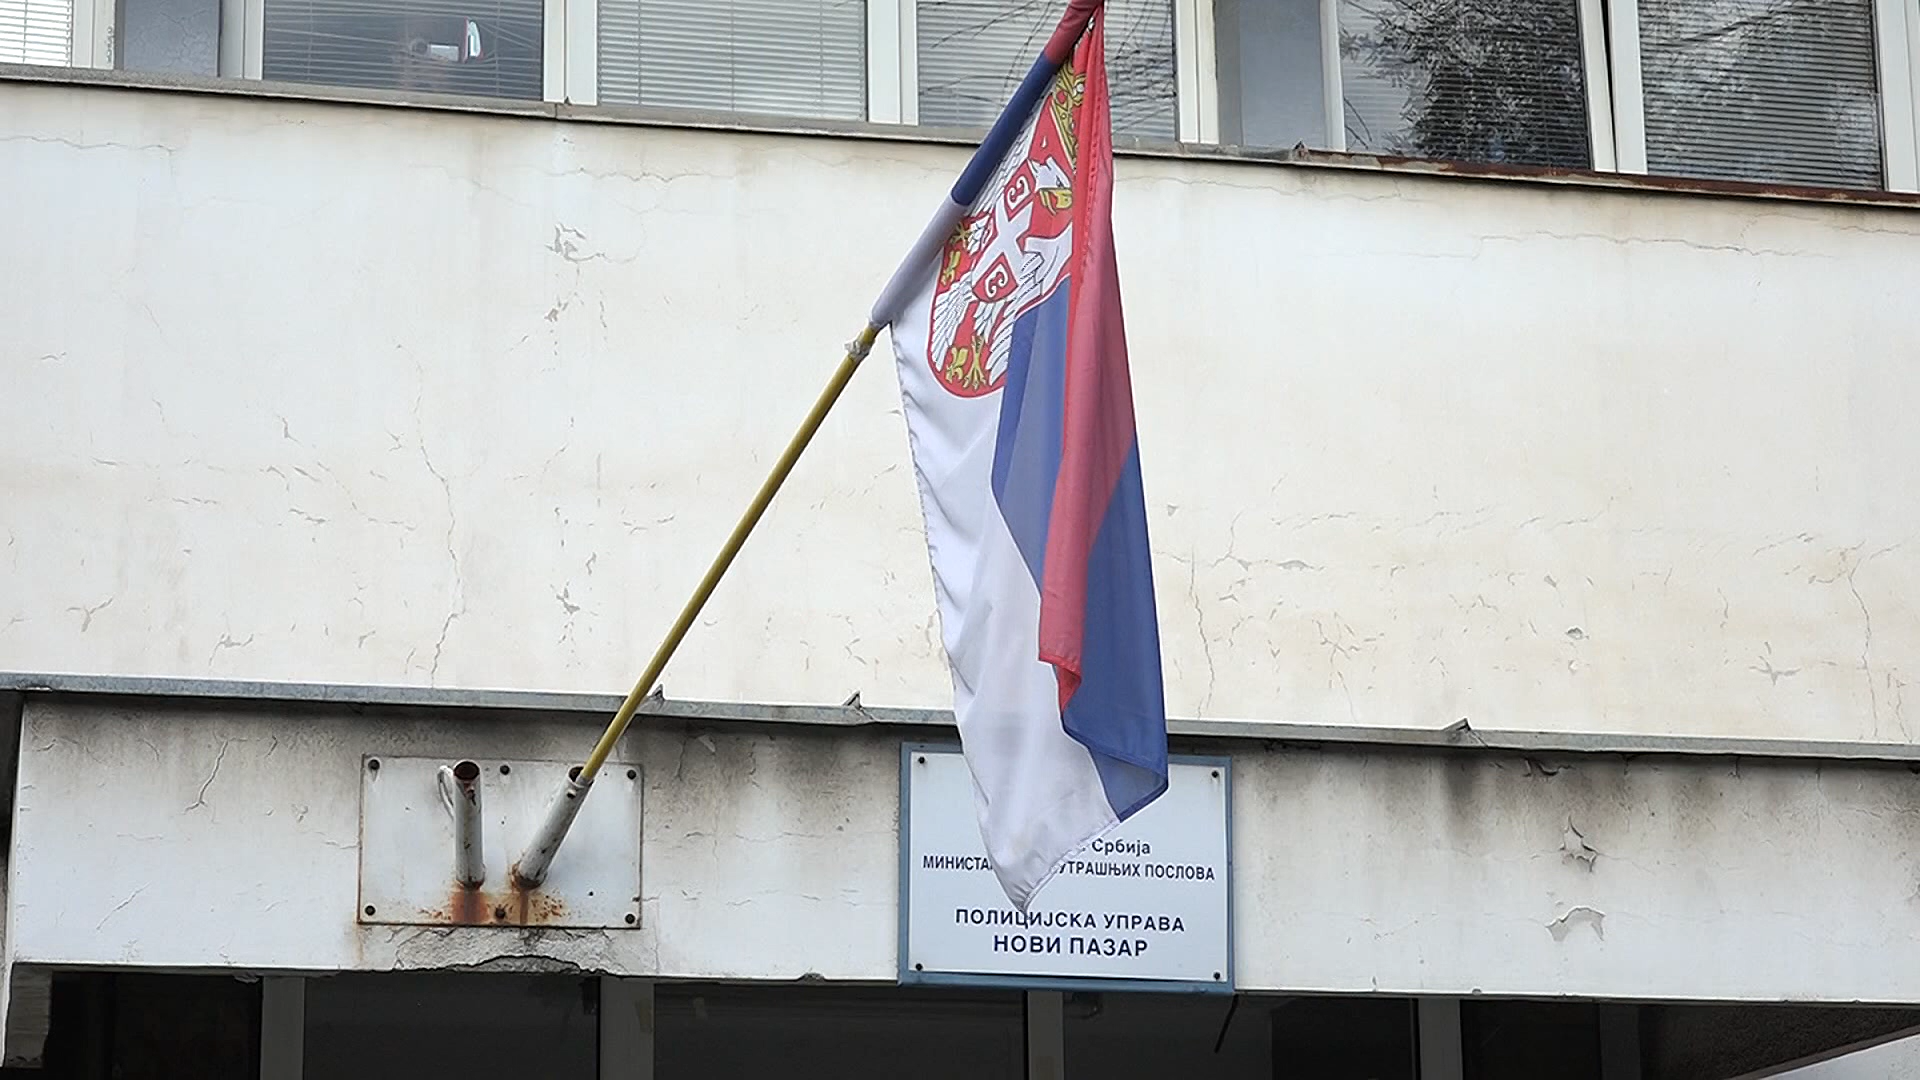 Србија
МИНИСТА УТРАШЊИХ ПОСЛОВА
ПОЛИЦИЈСКА УПРАВА
НОВИ ПАЗАР